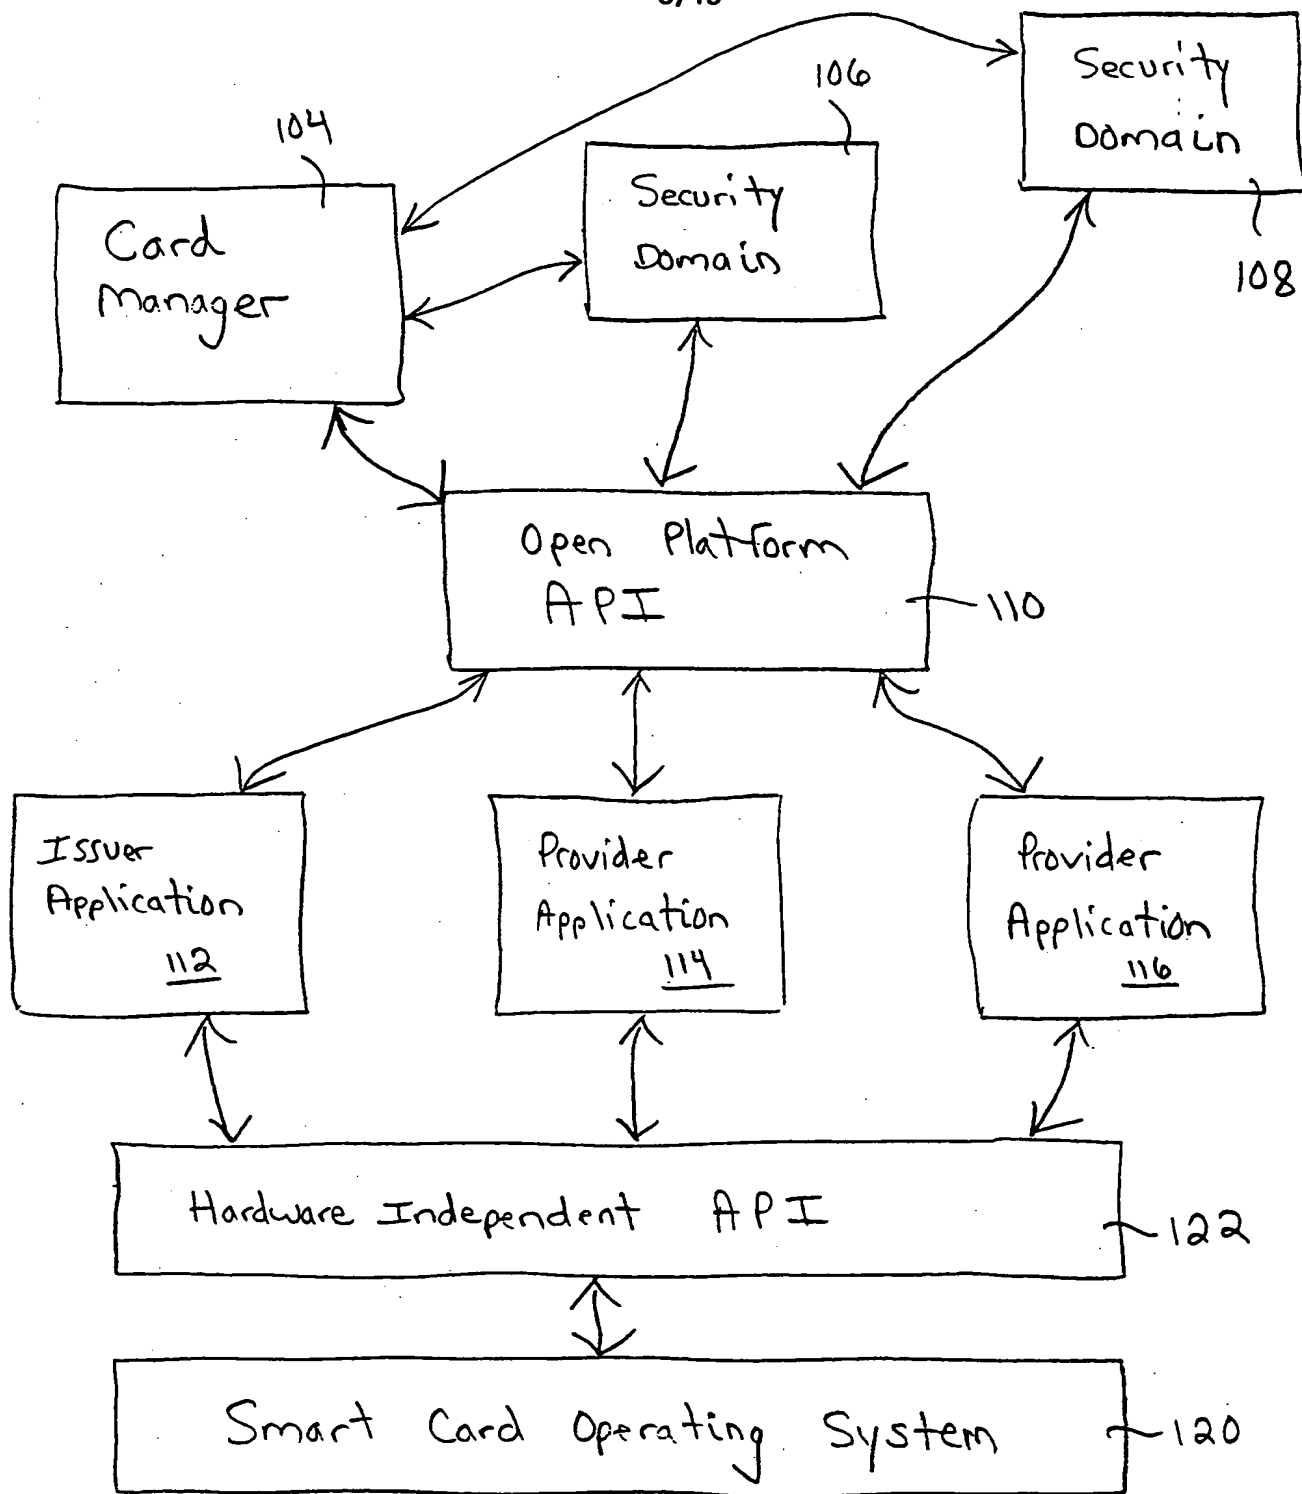 Security
Domain
108
106
Security
Domain
104
Card
Manager
Open Platform
API
110
Issuer
Application
112
Provider
Application
114
Provider
Application
116
Hardware Independent API
122
Smart Card Operating System
120